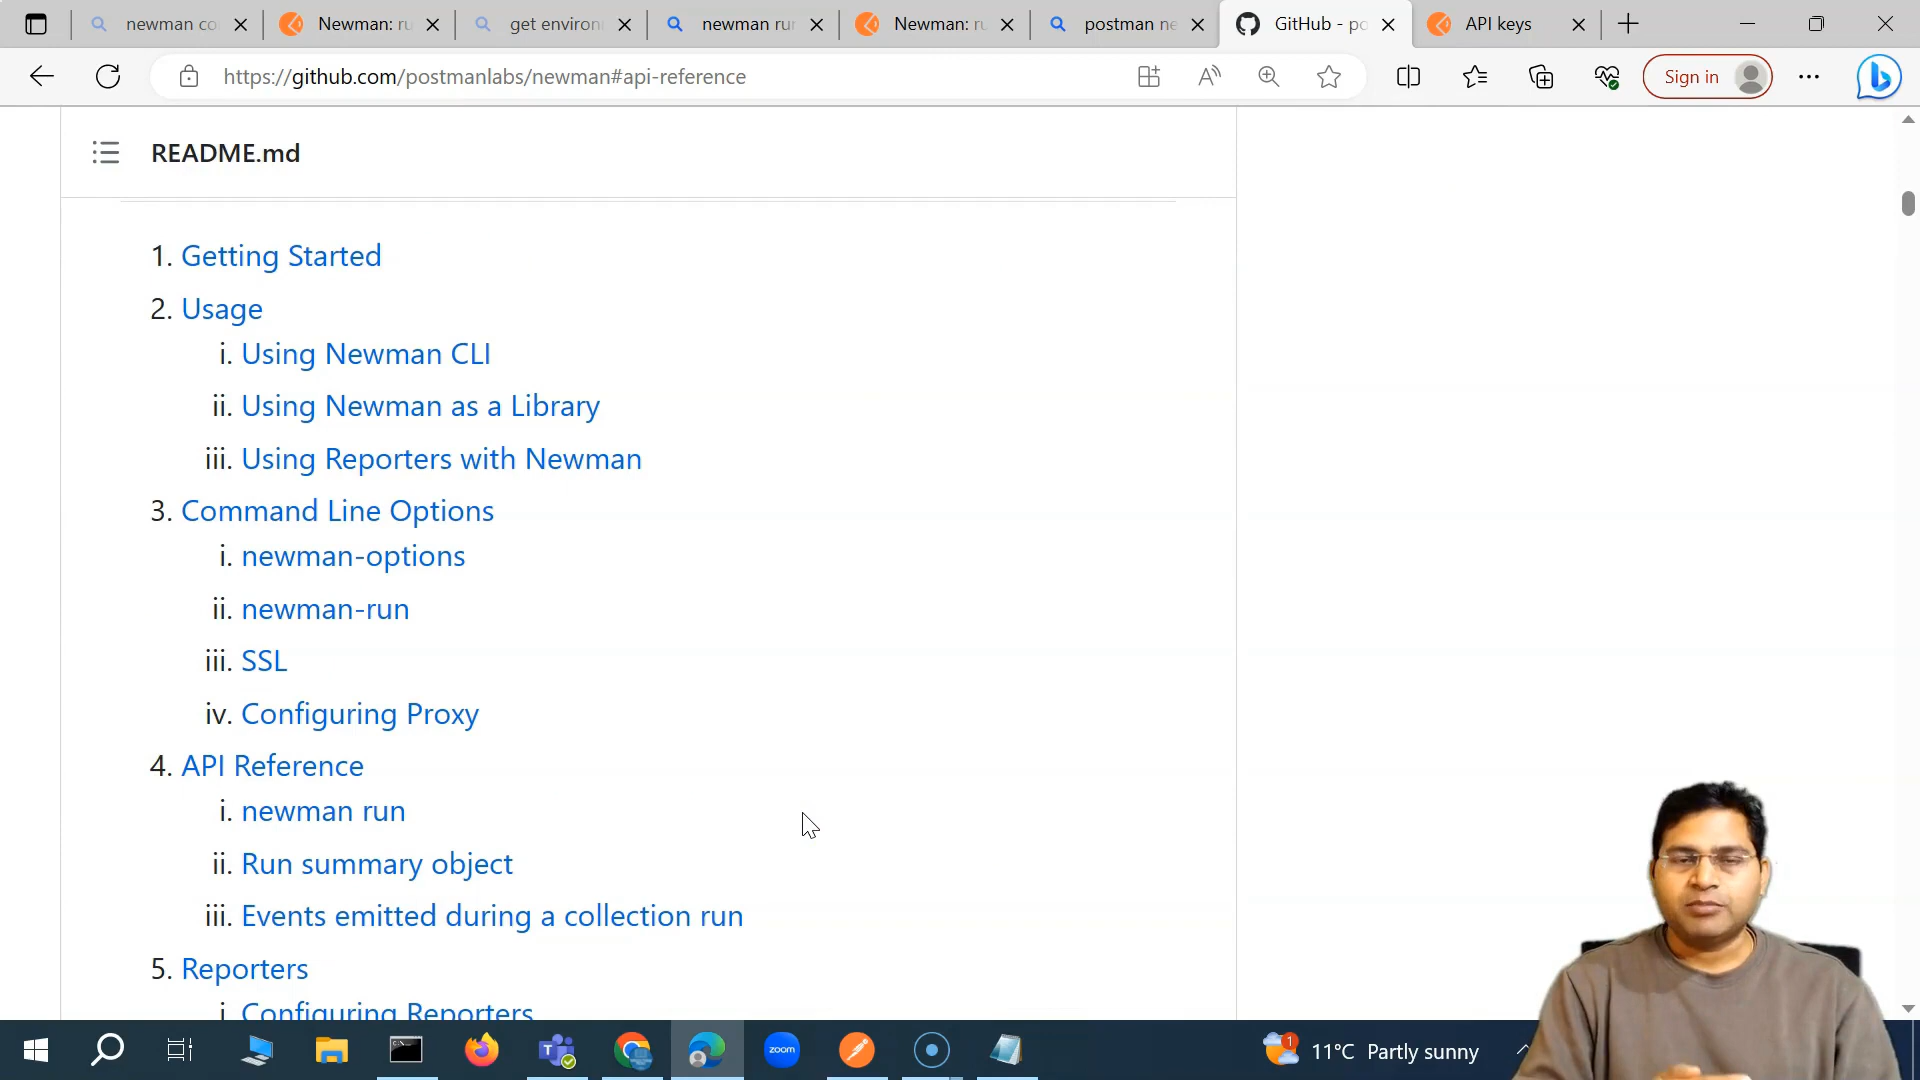 newman co
Newman: ru
get environ
newman run
Newman: ru
postman ne
GitHub - po
API keys
https://github.com/postmanlabs/newman#api-reference
Sign in
README.md
1. Getting Started
2. Usage
i. Using Newman CLI
ii. Using Newman as a Library
iii. Using Reporters with Newman
3. Command Line Options
i. newman-options
ii. newman-run
iii. SSL
iv. Configuring Proxy
4. API Reference
i. newman run
ii. Run summary object
iii. Events emitted during a collection run
5. Reporters
i. Configuring Reporters
zoom
1
11°C Partly sunny